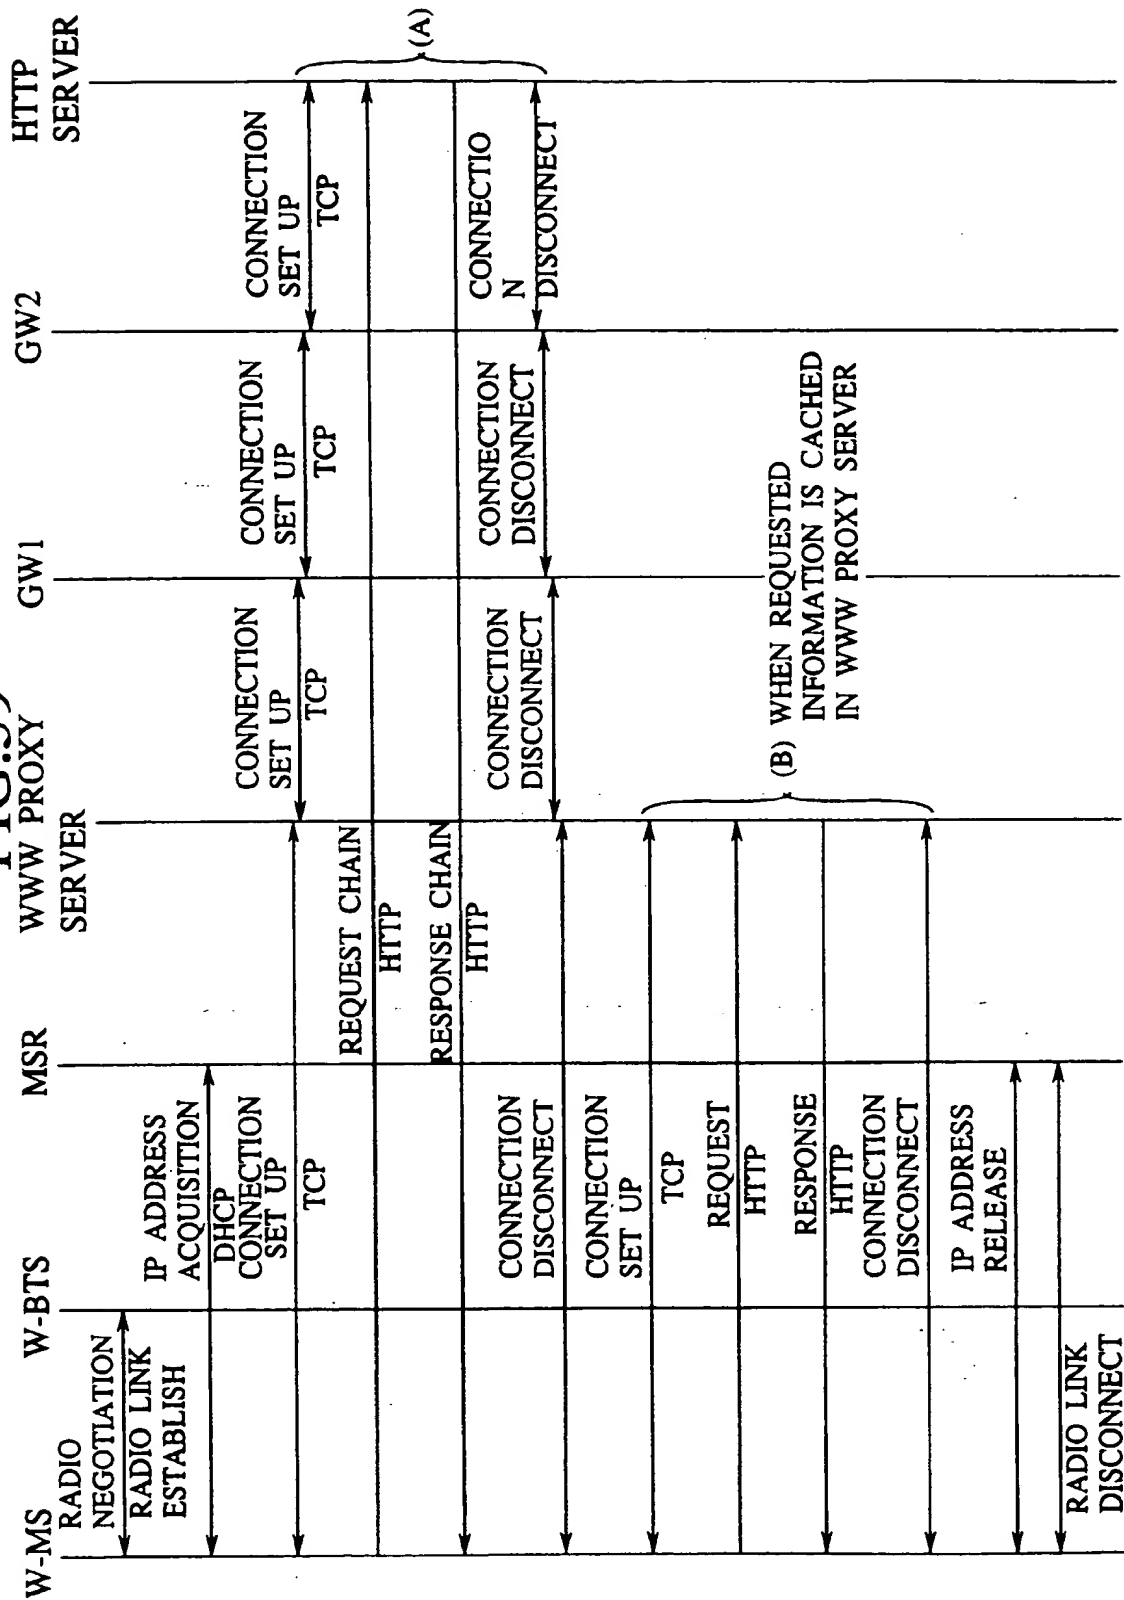 FIG.39
W-MS
W-BTS
MSR
WWW PROXY
SERVER
GW1
GW2
HTTP
SERVER
RADIO
NEGOTIATION
RADIO LINK
ESTABLISH
IP ADDRESS
ACQUISITION
DHCP
CONNECTION
SET UP
TCP
CONNECTION
SET UP
TCP
CONNECTION
SET UP
TCP
CONNECTION
SET UP
TCP
REQUEST CHAIN
HTTP
RESPONSE CHAIN
HTTP
(A)
CONNECTION
DISCONNECT
CONNECTION
DISCONNECT
CONNECTION
DISCONNECT
CONNECTIO
N
DISCONNECT
CONNECTION
SET UP
TCP
REQUEST
HTTP
RESPONSE
HTTP
CONNECTION
DISCONNECT
(B) WHEN REQUESTED
INFORMATION IS CACHED
IN WWW PROXY SERVER
IP ADDRESS
RELEASE
RADIO LINK
DISCONNECT